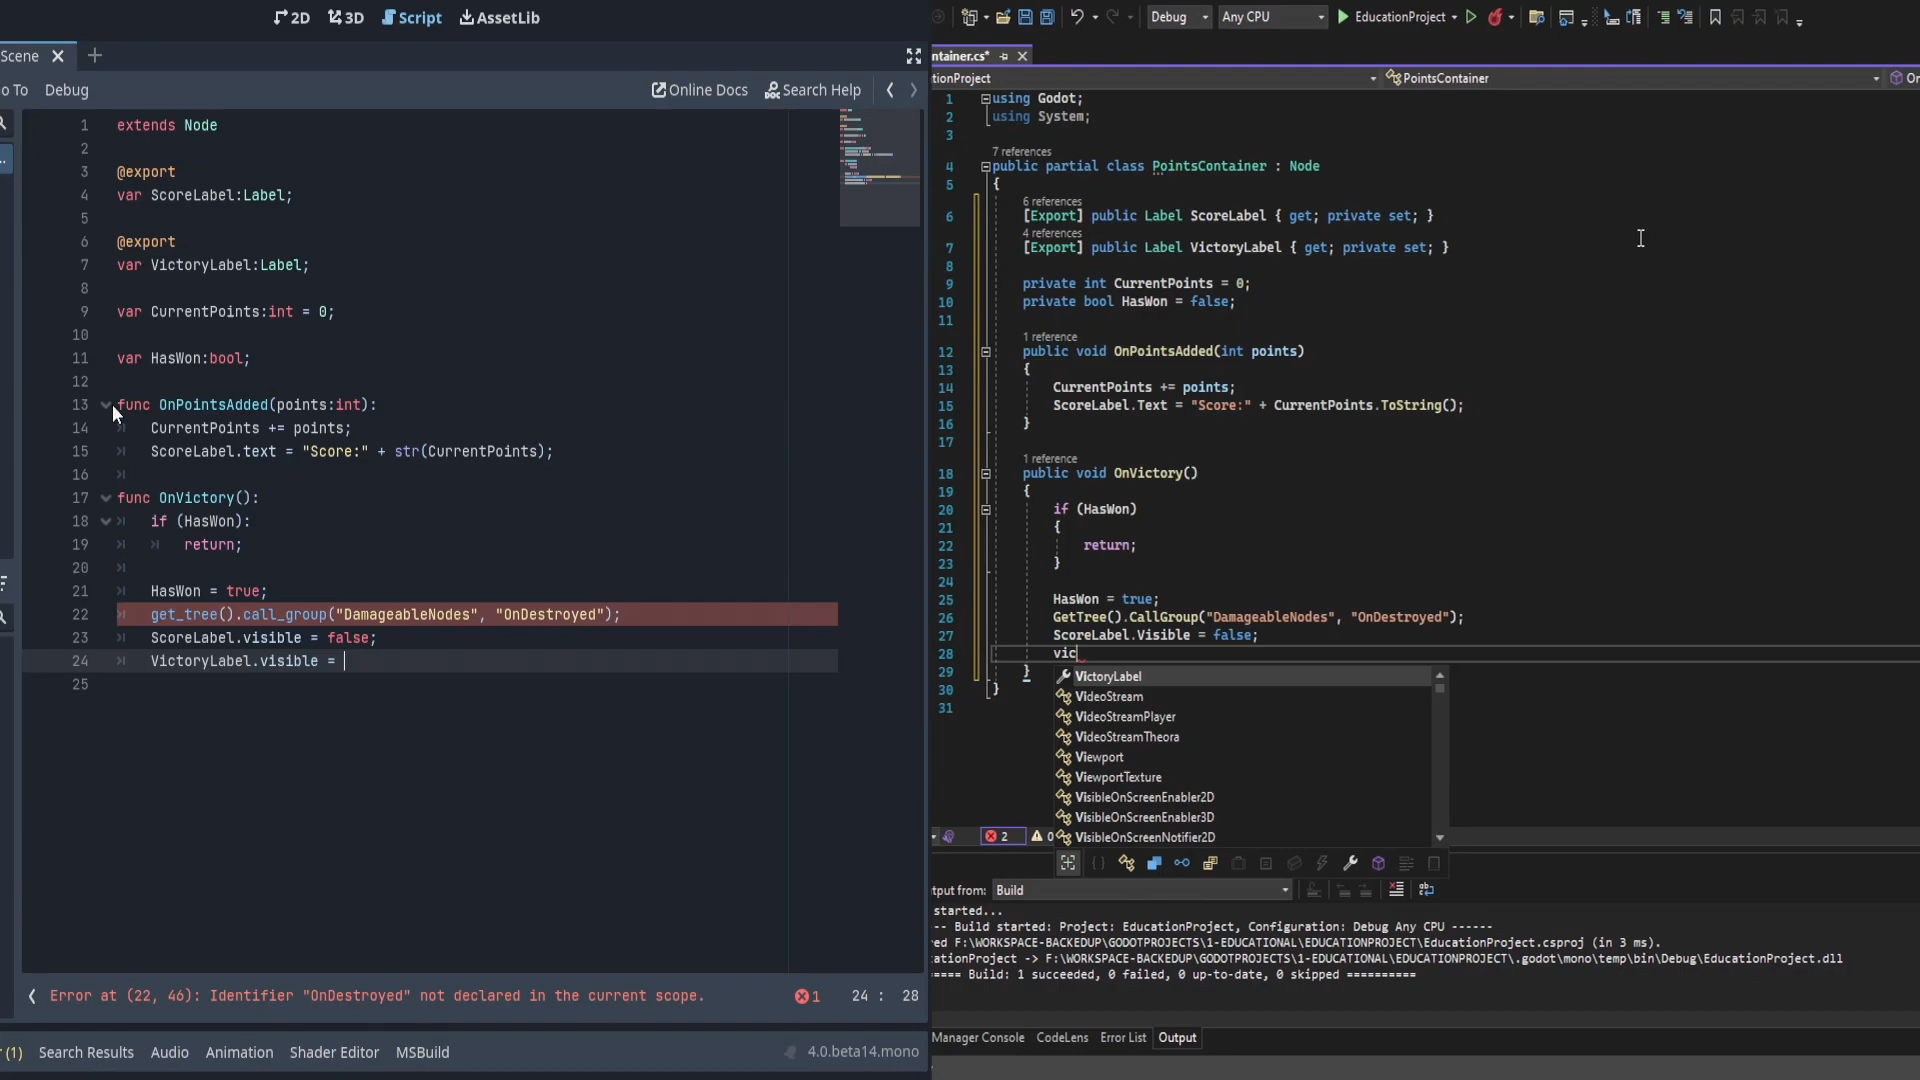 2D 3D Script AssetLib
Scene
o To Debug Online Docs Search Help
1 extends Node
2
3 @export
4 var ScoreLabel:Label;
5
6 @export
7 var VictoryLabel:Label;
8
9 var CurrentPoints:int = 0;
10
11 var HasWon:bool;
12
13 func OnPointsAdded(points:int):
14 CurrentPoints += points;
15 ScoreLabel.text = "Score:" + str(CurrentPoints);
16
17 func OnVictory():
18 if (HasWon):
19 return;
20
21 HasWon = true;
22 get_tree().call_group("DamageableNodes", "OnDestroyed");
23 ScoreLabel.visible = false;
24 VictoryLabel.visible =
25
Error at (22, 46): Identifier "OnDestroyed" not declared in the current scope. 1 24 : 28
(1) Search Results Audio Animation Shader Editor MSBuild 4.0.beta14.mono
Debug Any CPU EducationProject
ntainer.cs*
tionProject PointsContainer On
1 using Godot;
2 using System;
3
7 references
4 public partial class PointsContainer : Node
5 {
6 references
6 [Export] public Label ScoreLabel { get; private set; }
4 references
7 [Export] public Label VictoryLabel { get; private set; }
8
9 private int CurrentPoints = 0;
10 private bool HasWon = false;
11
1 reference
12 public void OnPointsAdded(int points)
13 {
14 CurrentPoints += points;
15 ScoreLabel.Text = "Score:" + CurrentPoints.ToString();
16 }
17
1 reference
18 public void OnVictory()
19 {
20 if (HasWon)
21 {
22 return;
23 }
24
25 HasWon = true;
26 GetTree().CallGroup("DamageableNodes", "OnDestroyed");
27 ScoreLabel.Visible = false;
28 vic
29 }
30 }
31
VictoryLabel
VideoStream
VideoStreamPlayer
VideoStreamTheora
Viewport
ViewportTexture
VisibleOnScreenEnabler2D
VisibleOnScreenEnabler3D
VisibleOnScreenNotifier2D
2 0
tput from: Build
started...
-- Build started: Project: EducationProject, Configuration: Debug Any CPU ------
ed F:\WORKSPACE-BACKEDUP\GODOTPROJECTS\1-EDUCATIONAL\EDUCATIONPROJECT\EducationProject.csproj (in 3 ms).
cationProject -> F:\WORKSPACE-BACKEDUP\GODOTPROJECTS\1-EDUCATIONAL\EDUCATIONPROJECT\.godot\mono\temp\bin\Debug\EducationProject.dll
===== Build: 1 succeeded, 0 failed, 0 up-to-date, 0 skipped ==========
Manager Console CodeLens Error List Output